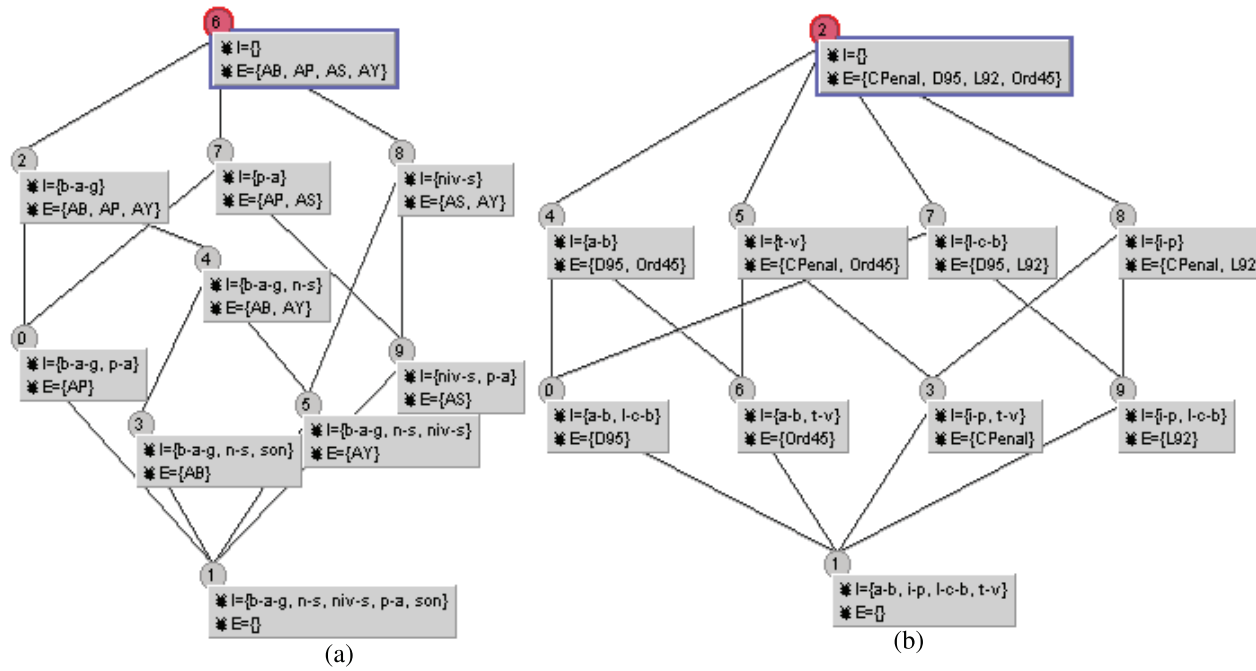 6
I={}
E={AB, AP, AS, AY}
2
I={b-a-g}
E={AB, AP, AY}
7
I={p-a}
E={AP, AS}
8
I={niv-s}
E={AS, AY}
4
I={b-a-g, n-s}
E={AB, AY}
0
I={b-a-g, p-a}
E={AP}
9
I={niv-s, p-a}
E={AS}
3
I={b-a-g, n-s, son}
E={AB}
5
I={b-a-g, n-s, niv-s}
E={AY}
1
I={b-a-g, n-s, niv-s, p-a, son}
E={}
(a)
2
I={}
E={CPenal, D95, L92, Ord45}
4
I={a-b}
E={D95, Ord45}
5
I={t-v}
E={CPenal, Ord45}
7
I={l-c-b}
E={D95, L92}
8
I={i-p}
E={CPenal, L92
0
I={a-b, l-c-b}
E={D95}
6
I={a-b, t-v}
E={Ord45}
3
I={i-p, t-v}
E={CPenal}
9
I={i-p, l-c-b}
E={L92}
1
I={a-b, i-p, l-c-b, t-v}
E={}
(b)